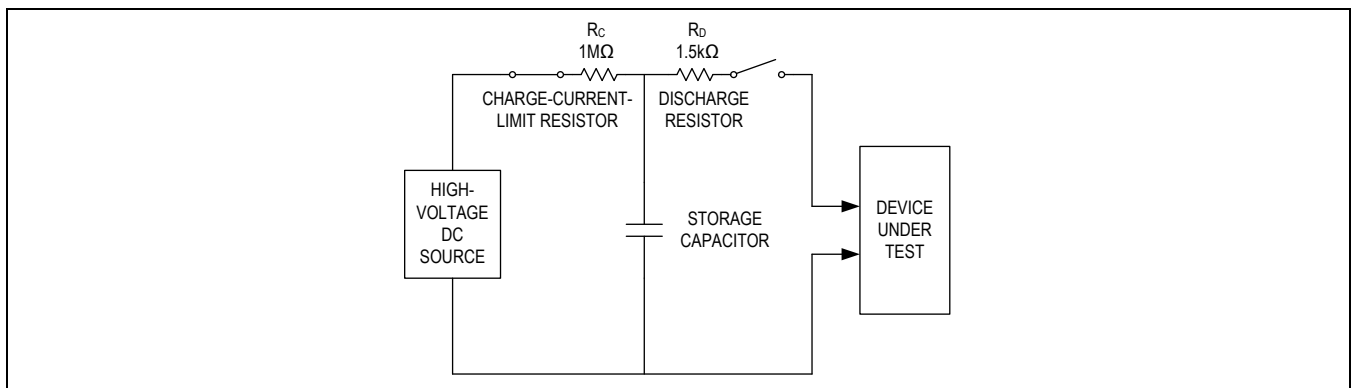 RC
1MΩ
RD
1.5kΩ
CHARGE-CURRENT-
LIMIT RESISTOR
DISCHARGE
RESISTOR
HIGH-
VOLTAGE
DC
SOURCE
STORAGE
CAPACITOR
DEVICE
UNDER
TEST